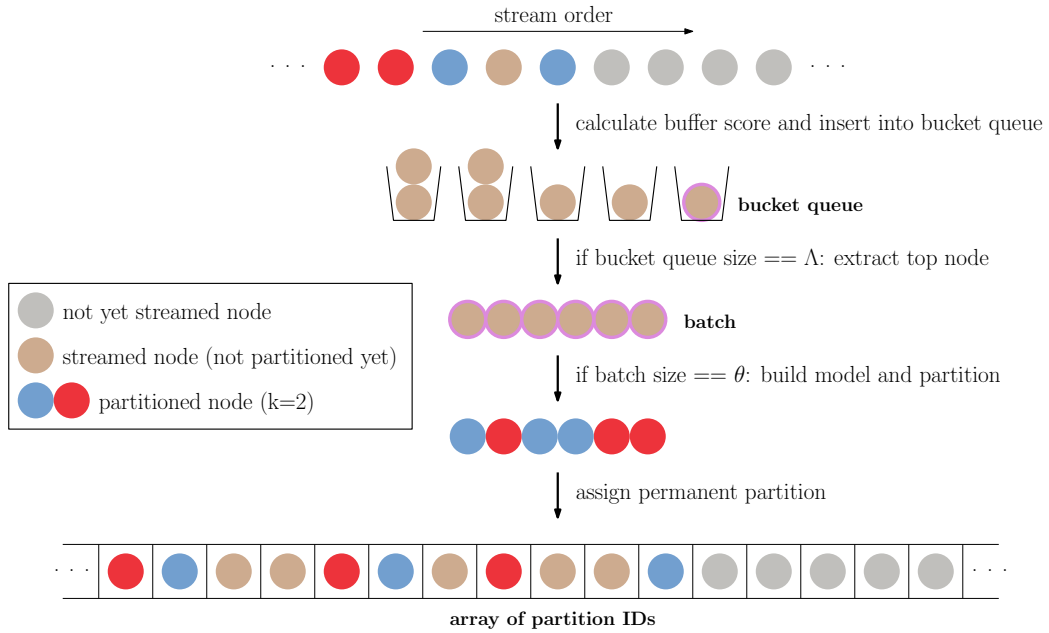 stream order
· · ·
· · ·
calculate buffer score and insert into bucket queue
bucket queue
if bucket queue size == Λ: extract top node
not yet streamed node
batch
streamed node (not partitioned yet)
if batch size == θ: build model and partition
partitioned node (k=2)
assign permanent partition
· · ·
· · ·
array of partition IDs